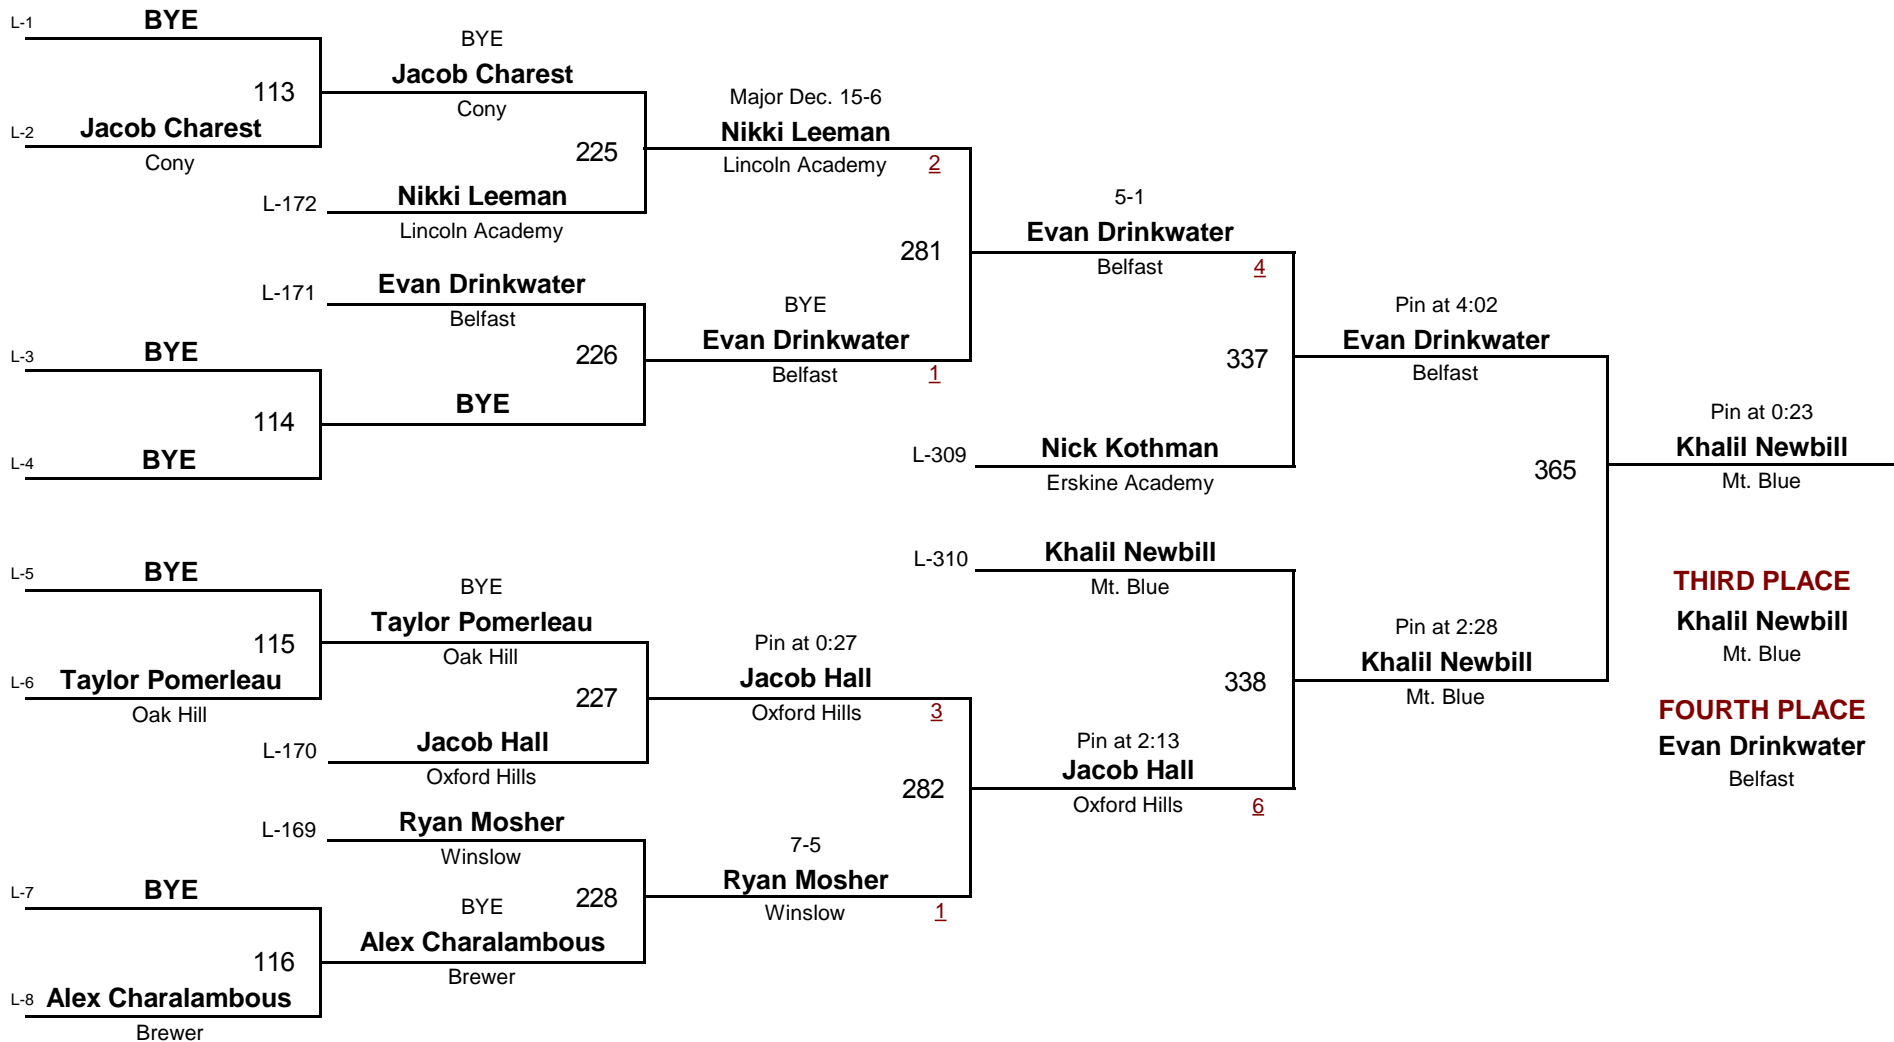 L-1
BYE
113
L-2
Jacob Charest
Cony
BYE
Jacob Charest
Cony
225
L-172
Nikki Leeman
Lincoln Academy
Major Dec. 15-6
Nikki Leeman
Lincoln Academy
2
L-171
Evan Drinkwater
Belfast
L-3
BYE
226
114
BYE
L-4
BYE
281
BYE
Evan Drinkwater
Belfast
1
5-1
Evan Drinkwater
Belfast
4
337
L-309
Nick Kothman
Erskine Academy
Pin at 4:02
Evan Drinkwater
Belfast
365
Pin at 0:23
Khalil Newbill
Mt. Blue
L-5
BYE
115
L-6
Taylor Pomerleau
Oak Hill
BYE
Taylor Pomerleau
Oak Hill
227
L-170
Jacob Hall
Oxford Hills
Pin at 0:27
Jacob Hall
Oxford Hills
3
L-310
Khalil Newbill
Mt. Blue
338
Pin at 2:28
Khalil Newbill
Mt. Blue
THIRD PLACE
Khalil Newbill
Mt. Blue
FOURTH PLACE
Evan Drinkwater
Belfast
282
Pin at 2:13
Jacob Hall
Oxford Hills
6
L-169
Ryan Mosher
Winslow
228
7-5
Ryan Mosher
Winslow
1
L-7
BYE
116
BYE
Alex Charalambous
Brewer
L-8
Alex Charalambous
Brewer